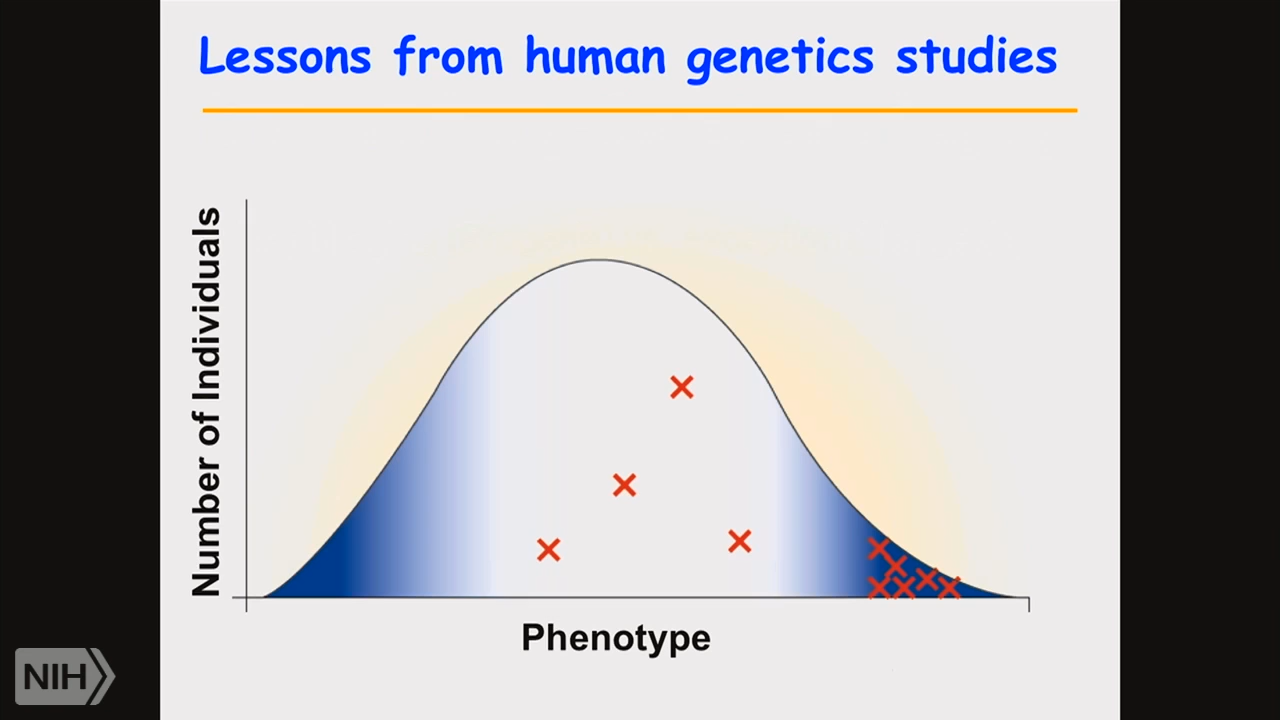 Lessons from human genetics studies
Number of Individuals
Phenotype
NIH